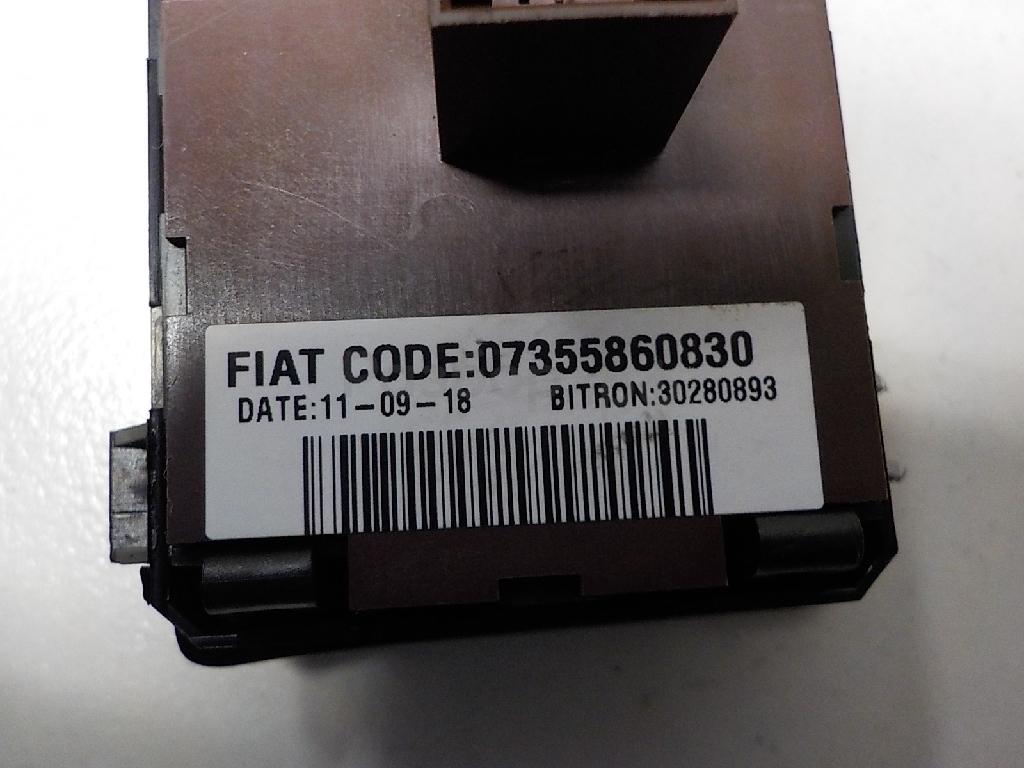 FIAT CODE:07355860830
DATE:11-09-18 BITRON:30280893